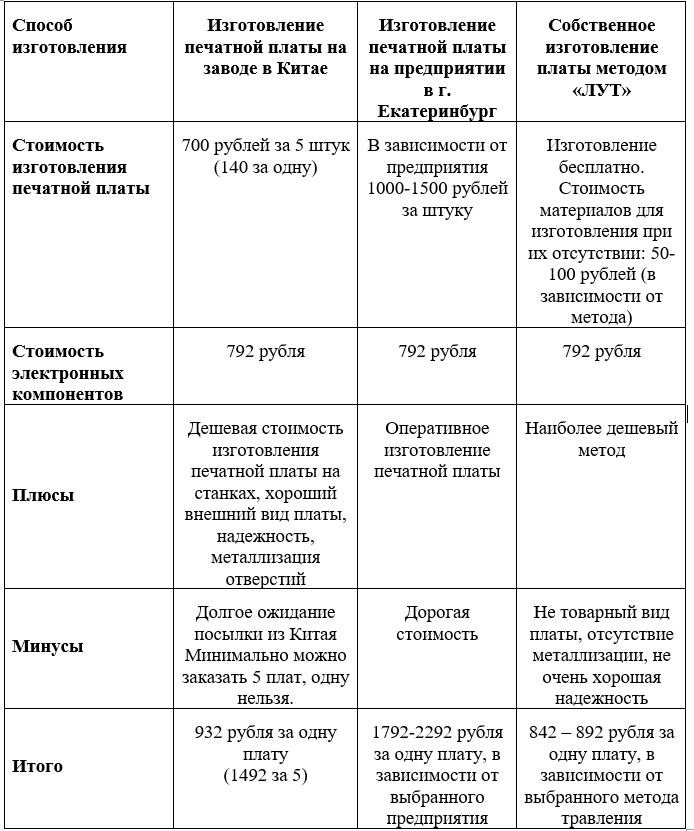 Способ
изготовления
Изготовление
печатной платы на
заводе в Китае
Изготовление
печатной платы
на предприятии
в г.
Екатеринбург
Собственное
изготовление
платы методом
«ЛУТ»
Стоимость
изготовления
печатной платы
700 рублей за 5 штук
(140 за одну)
В зависимости от
предприятия
1000-1500 рублей
за штуку
Изготовление
бесплатно.
Стоимость
материалов для
изготовления при
их отсутствии: 50-
100 рублей (в
зависимости от
метода)
Стоимость
электронных
компонентов
792 рубля
792 рубля
792 рубля
Плюсы
Дешевая стоимость
изготовления
печатной платы на
станках, хороший
внешний вид платы,
надежность,
металлизация
отверстий
Оперативное
изготовление
печатной платы
Наиболее дешевый
метод
Минусы
Долгое ожидание
посылки из Китая
Минимально можно
заказать 5 плат, одну
нельзя.
Дорогая
стоимость
Не товарный вид
платы, отсутствие
металлизации, не
очень хорошая
надежность
Итого
932 рубля за одну
плату
(1492 за 5)
1792-2292 рубля
за одну плату, в
зависимости от
выбранного
предприятия
842 – 892 рубля за
одну плату, в
зависимости от
выбранного метода
травления